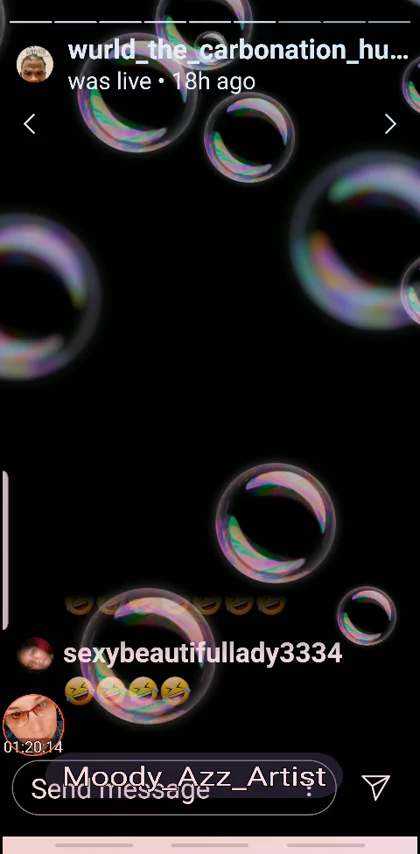 wurld_the_carbonation_hu...
was live • 18h ago
sexybeautifullady3334
01:20:14
Moody_Azz_Artist
Send message